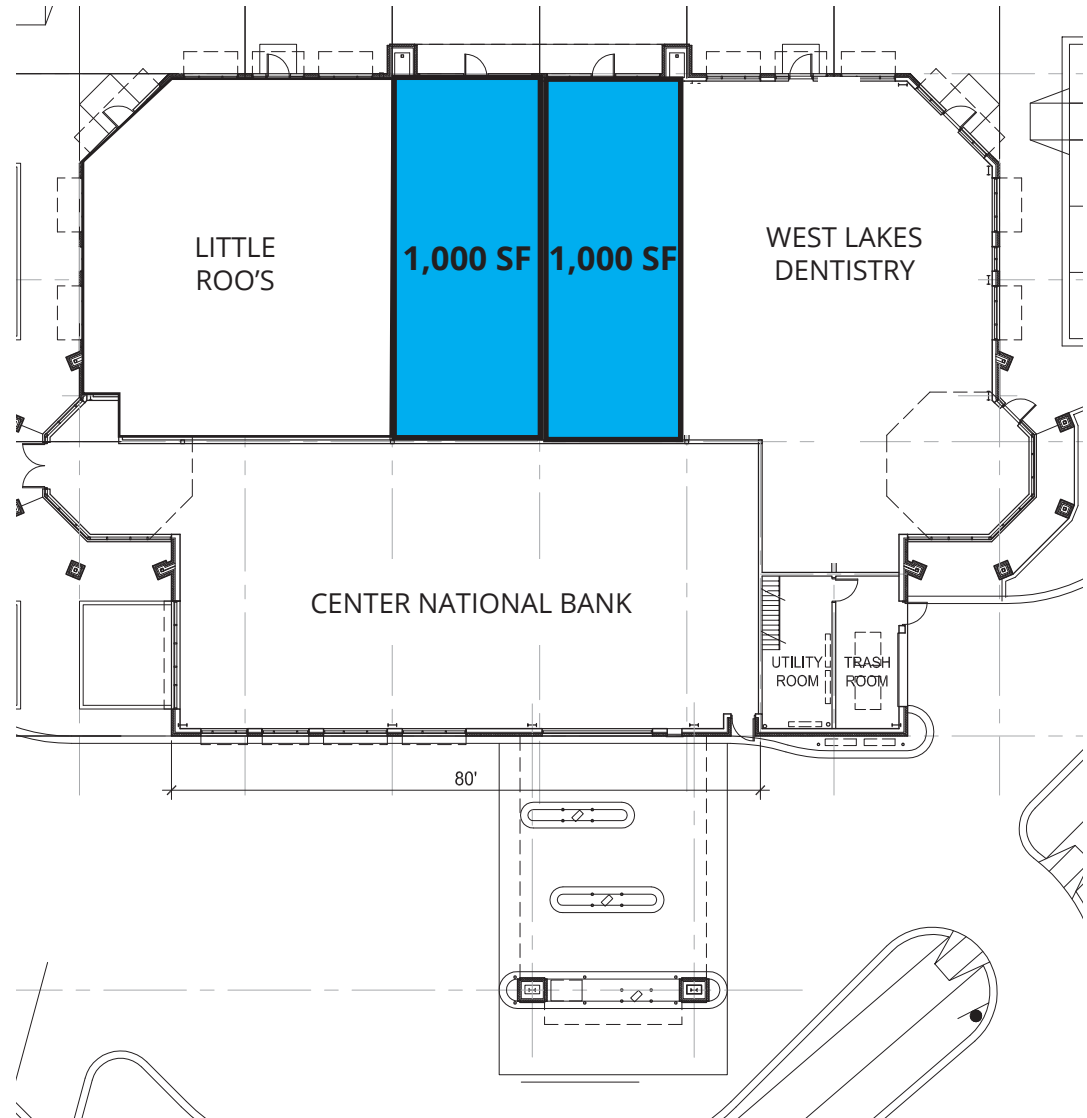 LITTLE
ROO’S
1,000 SF
1,000 SF
WEST LAKES
DENTISTRY
CENTER NATIONAL BANK
UTILITY
ROOM
TRASH
ROOM
80'